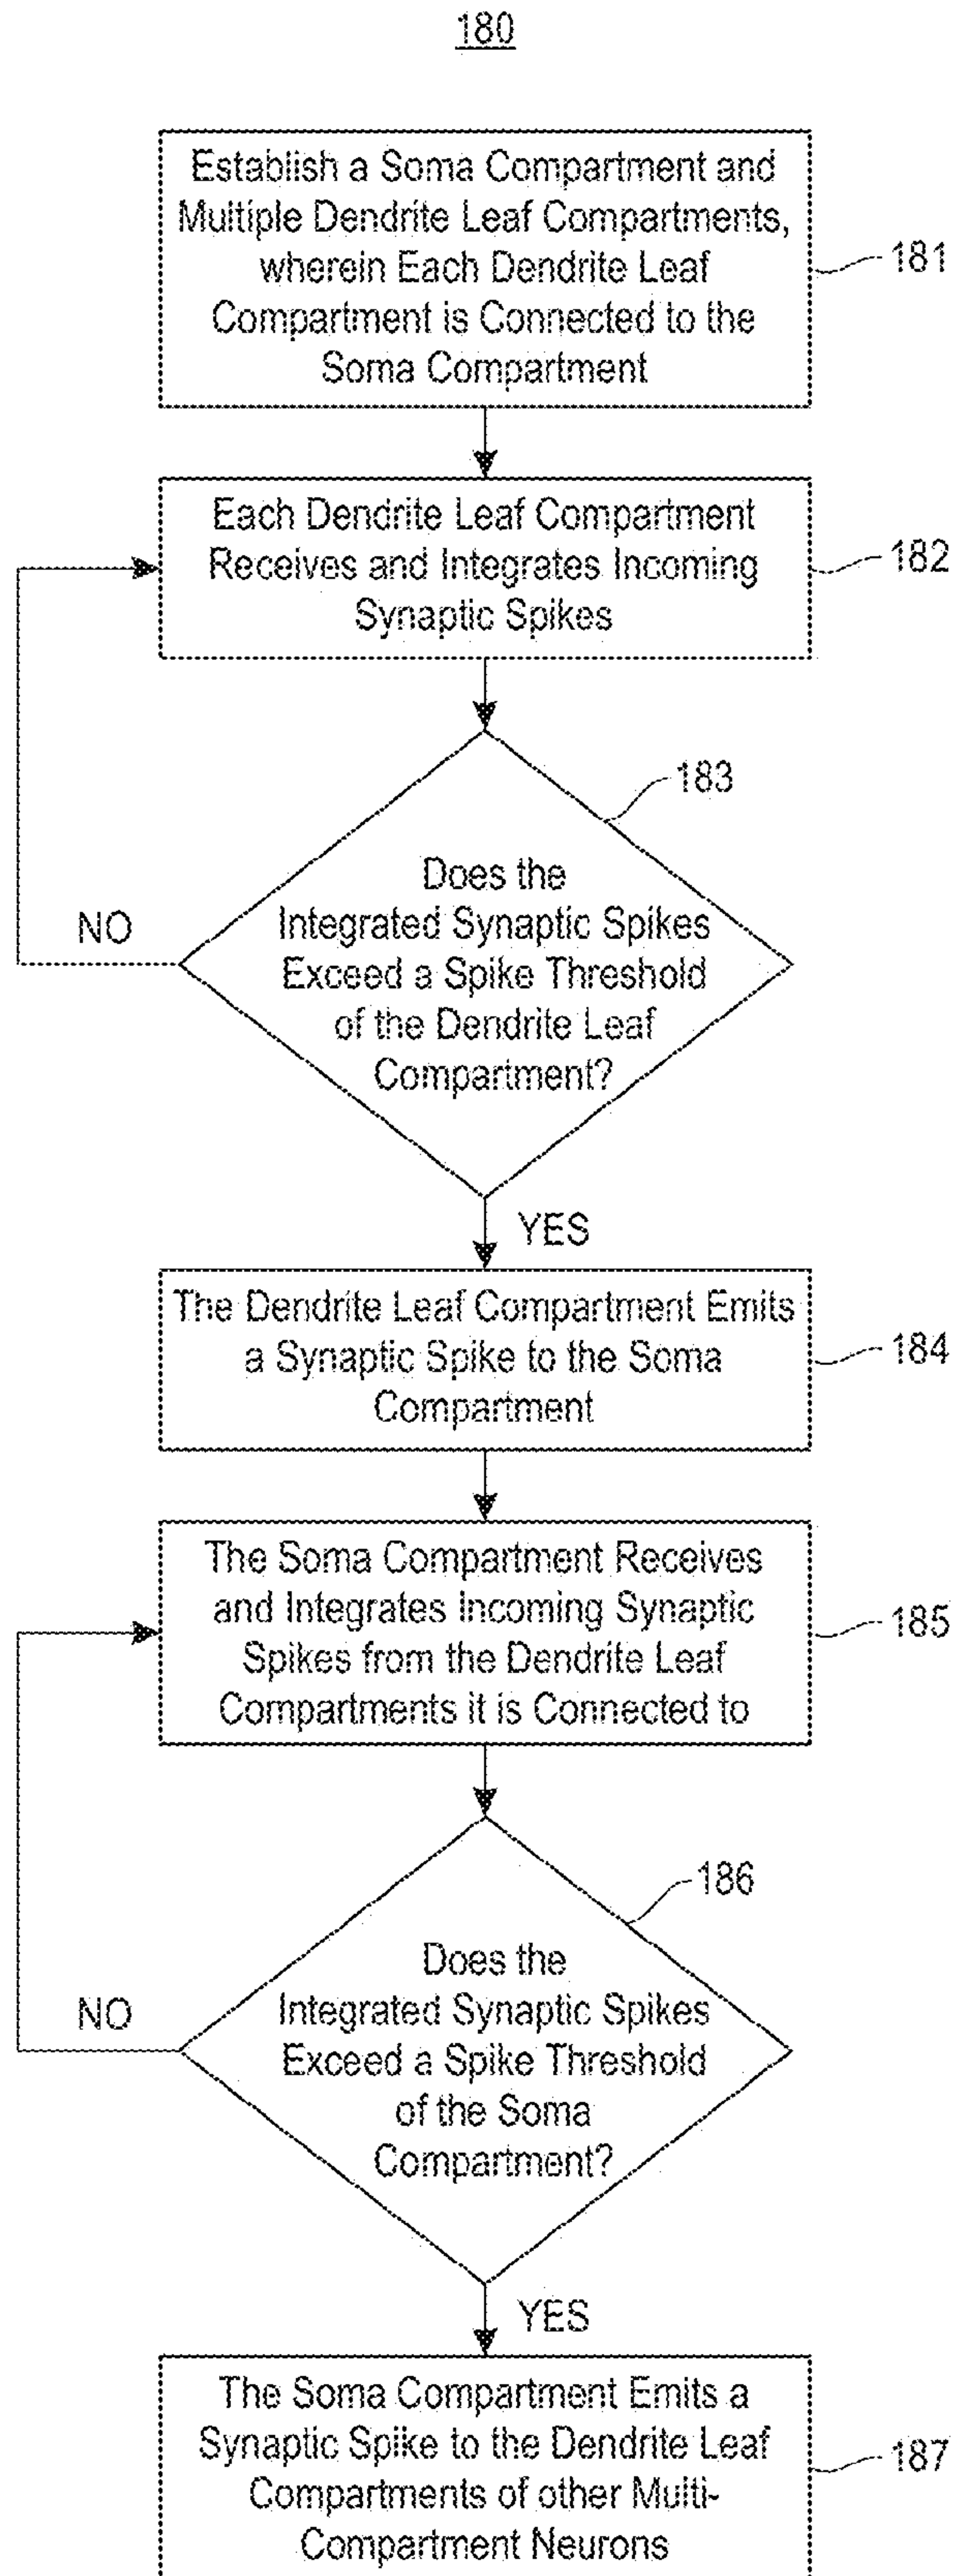 180
Establish a Soma Compartment and
Multiple Dendrite Leaf Compartments,
wherein Each Dendrite Leaf
Compartment is Connected to the
Soma Compartment
181
Each Dendrite Leaf Compartment
Receives and Integrates Incoming
Synaptic Spikes
182
183
Does the
Integrated Synaptic Spikes
Exceed a Spike Threshold
of the Dendrite Leaf
Compartment?
NO
YES
The Dendrite Leaf Compartment Emits
a Synaptic Spike to the Soma
Compartment
184
The Soma Compartment Receives
and Integrates Incoming Synaptic
Spikes from the Dendrite Leaf
Compartments it is Connected to
185
186
Does the
Integrated Synaptic Spikes
Exceed a Spike Threshold
of the Soma
Compartment?
NO
YES
The Soma Compartment Emits a
Synaptic Spike to the Dendrite Leaf
Compartments of other Multi-
Compartment Neurons
187